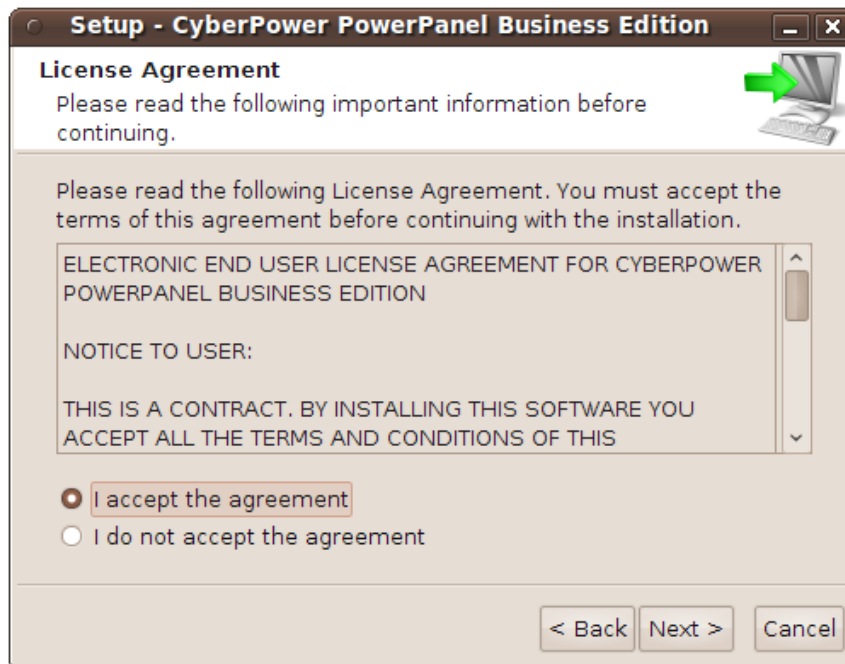 Setup - CyberPower PowerPanel Business Edition
License Agreement
Please read the following important information before
continuing.
Please read the following License Agreement. You must accept the
terms of this agreement before continuing with the installation.
ELECTRONIC END USER LICENSE AGREEMENT FOR CYBERPOWER
POWERPANEL BUSINESS EDITION
NOTICE TO USER:
THIS IS A CONTRACT. BY INSTALLING THIS SOFTWARE YOU
ACCEPT ALL THE TERMS AND CONDITIONS OF THIS
I accept the agreement
I do not accept the agreement
< Back Next > Cancel